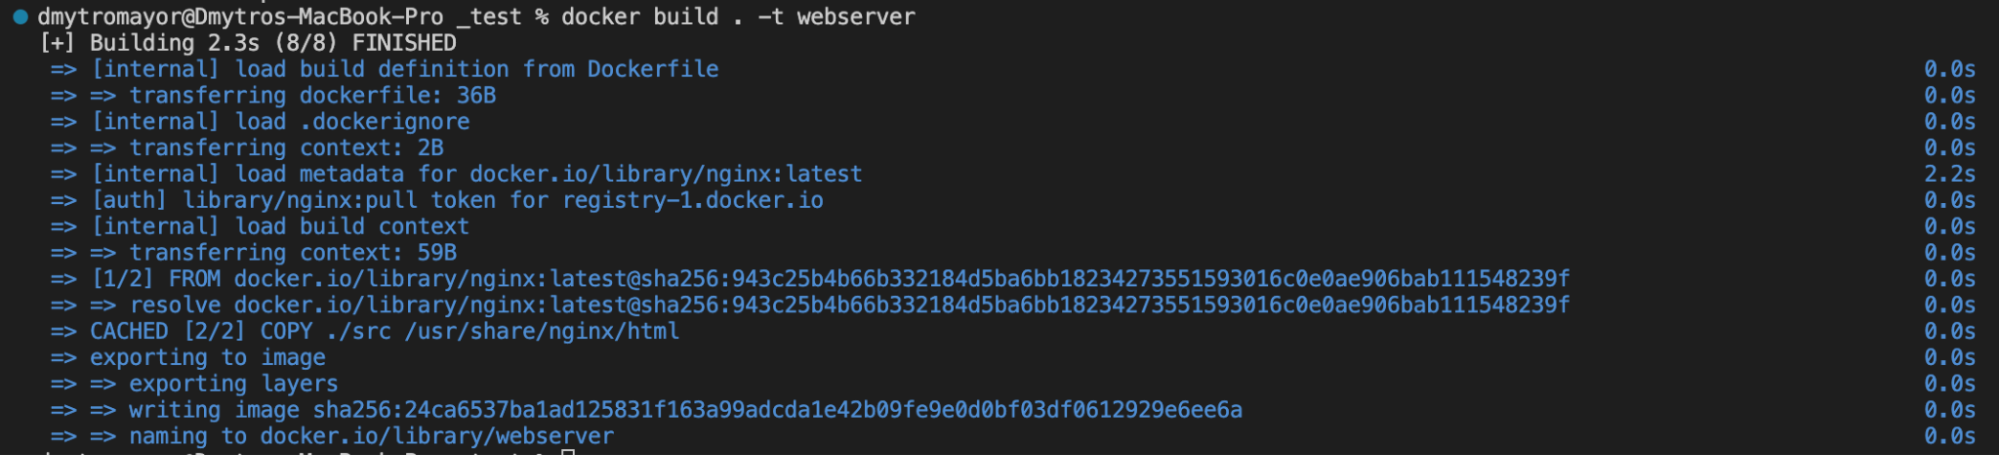 dmytromayor@Dmytros-MacBook-Pro _test % docker build . -t webserver
[+] Building 2.3s (8/8) FINISHED
=> [internal] load build definition from Dockerfile 0.0s
=> => transferring dockerfile: 36B 0.0s
=> [internal] load .dockerignore 0.0s
=> => transferring context: 2B 0.0s
=> [internal] load metadata for docker.io/library/nginx:latest 2.2s
=> [auth] library/nginx:pull token for registry-1.docker.io 0.0s
=> [internal] load build context 0.0s
=> => transferring context: 59B 0.0s
=> [1/2] FROM docker.io/library/nginx:latest@sha256:943c25b4b66b332184d5ba6bb18234273551593016c0e0ae906bab111548239f 0.0s
=> => resolve docker.io/library/nginx:latest@sha256:943c25b4b66b332184d5ba6bb18234273551593016c0e0ae906bab111548239f 0.0s
=> CACHED [2/2] COPY ./src /usr/share/nginx/html 0.0s
=> exporting to image 0.0s
=> => exporting layers 0.0s
=> => writing image sha256:24ca6537ba1ad125831f163a99adcda1e42b09fe9e0d0bf03df0612929e6ee6a 0.0s
=> => naming to docker.io/library/webserver 0.0s